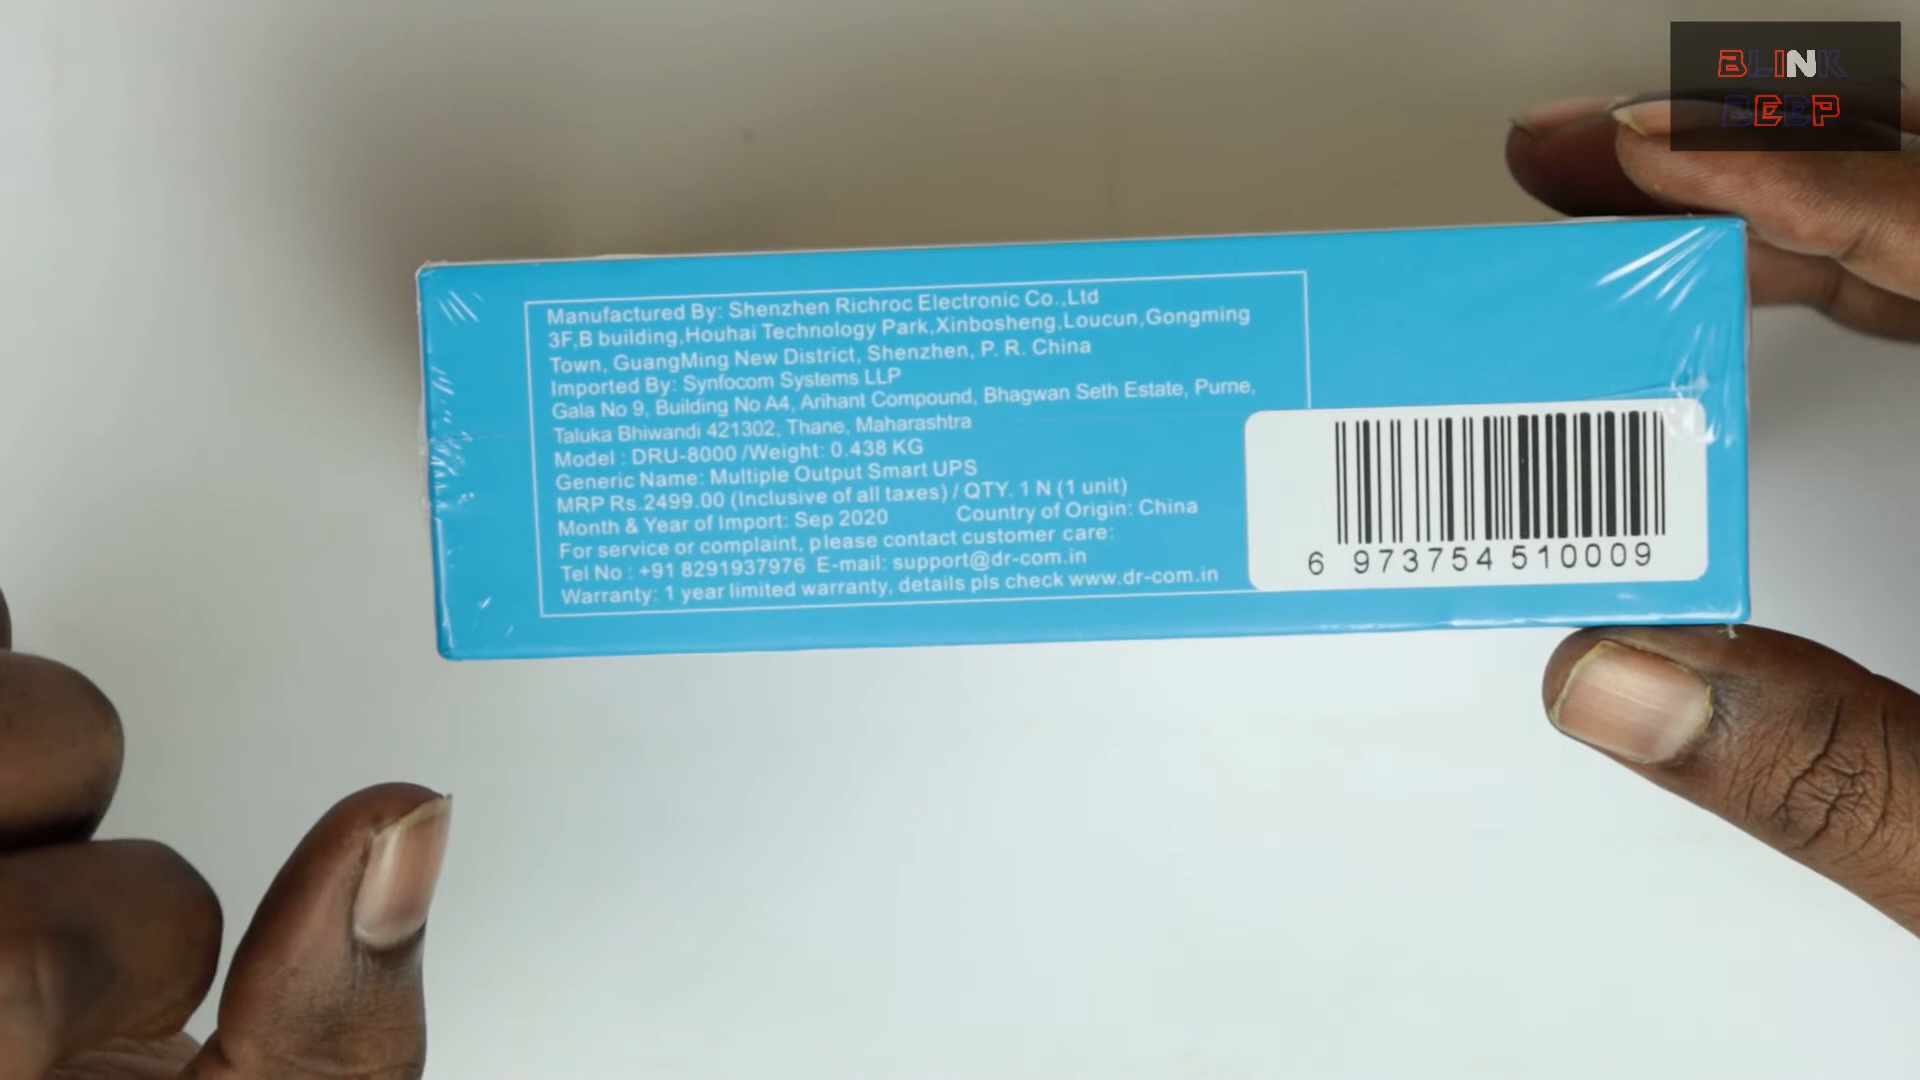 BLINK
BEEP
Manufactured By: Shenzhen Richroc Electronic Co.,Ltd
3F,B building,Houhai Technology Park,Xinbosheng,Loucun,Gongming
Town, GuangMing New District, Shenzhen, P. R. China
Imported By: Synfocom Systems LLP
Gala No 9, Building No A4, Arihant Compound, Bhagwan Seth Estate, Purne,
Taluka Bhiwandi 421302, Thane, Maharashtra
Model : DRU-8000 /Weight: 0.438 KG
Generic Name: Multiple Output Smart UPS
MRP Rs.2499.00 (Inclusive of all taxes) / QTY. 1 N (1 unit)
Month & Year of Import: Sep 2020 Country of Origin: China
For service or complaint, please contact customer care:
Tel No : +91 8291937976 E-mail: support@dr-com.in
Warranty: 1 year limited warranty, details pls check www.dr-com.in
6 973754 510009